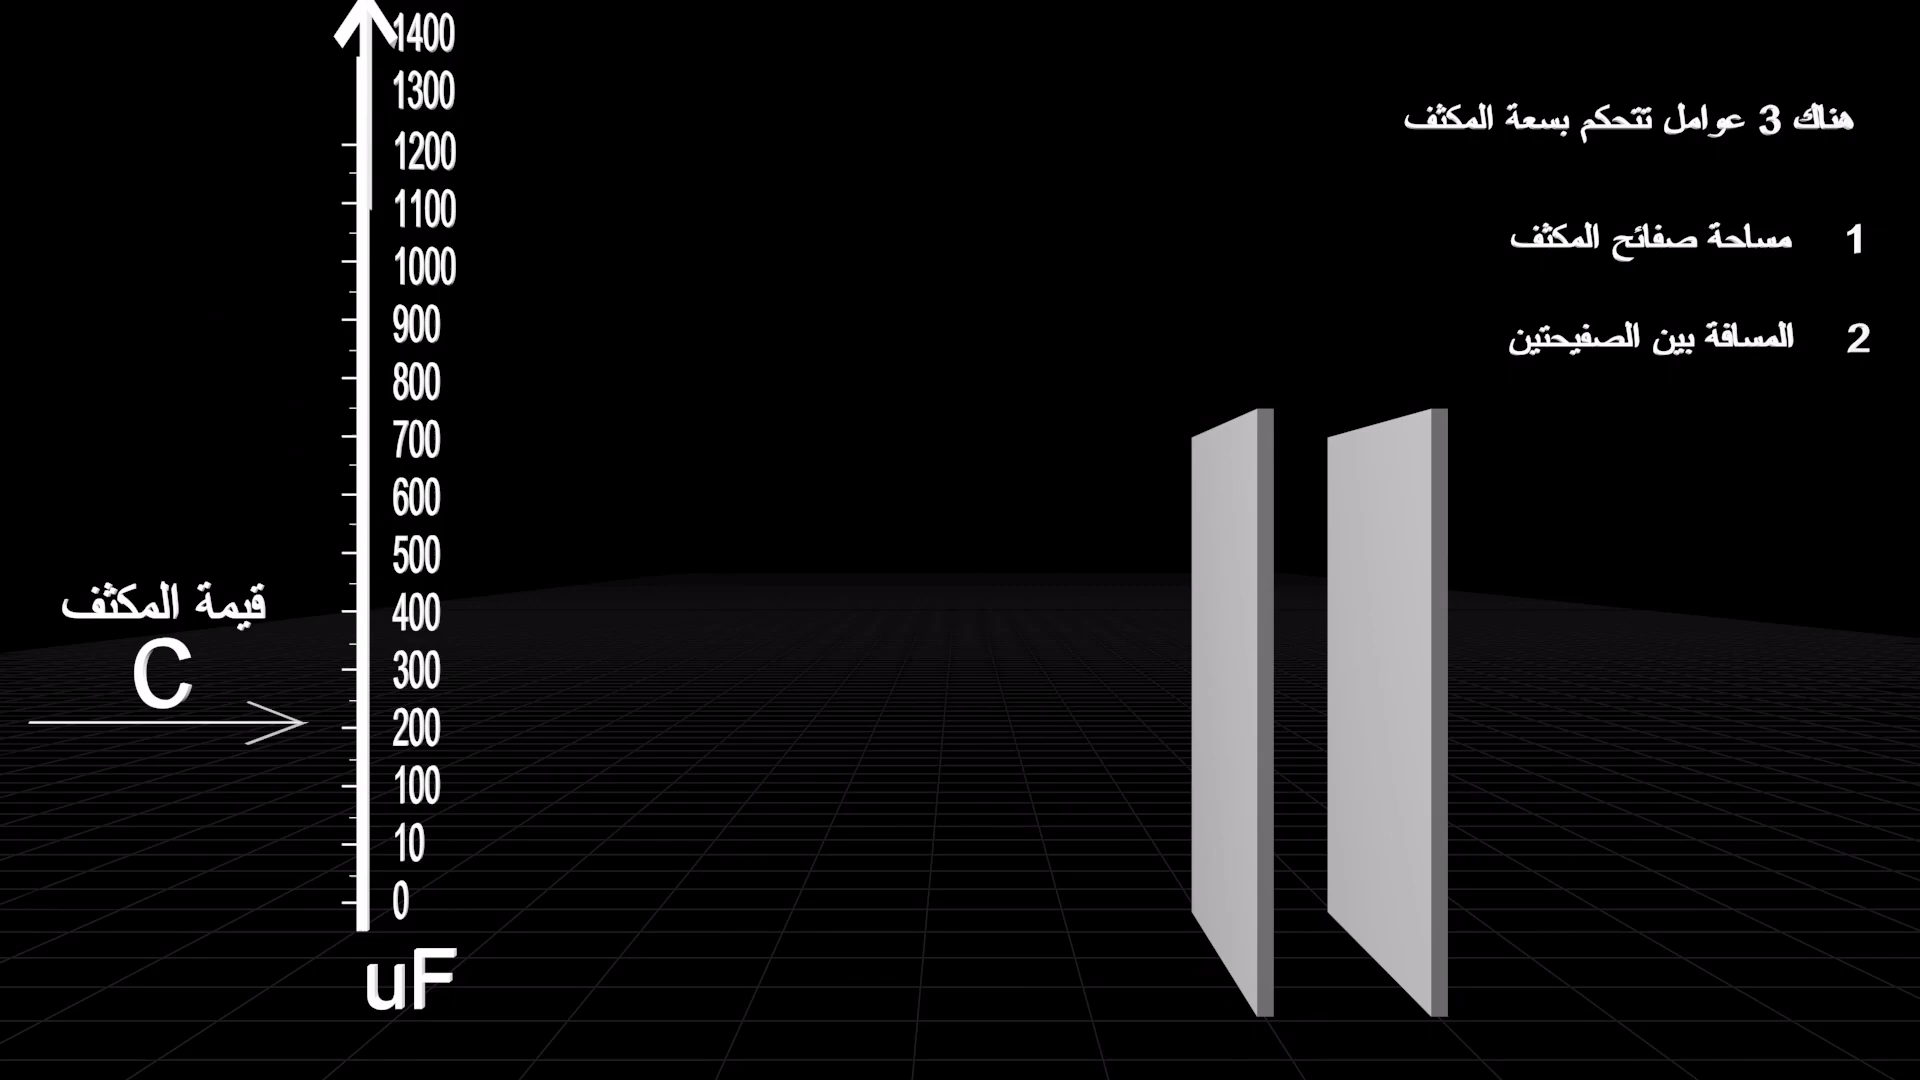 هناك 3 عوامل تتحكم بسعة المكثف
1 مساحة صفائح المكثف
2 المسافة بين الصفيحتين
1400
1300
1200
1100
1000
900
800
700
600
500
400
300
200
100
10
0
uF
قيمة المكثف
C